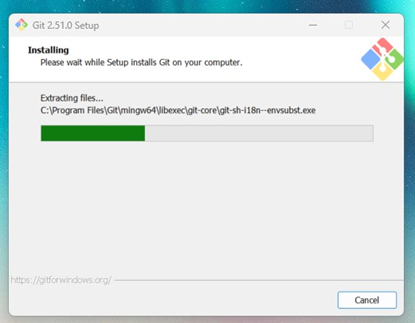 Git 2.51.0 Setup
Installing
Please wait while Setup installs Git on your computer.
Extracting files...
C:\Program Files\Git\mingw64\libexec\git-core\git-sh-i18n--envsubst.exe
https://gitforwindows.org/
Cancel